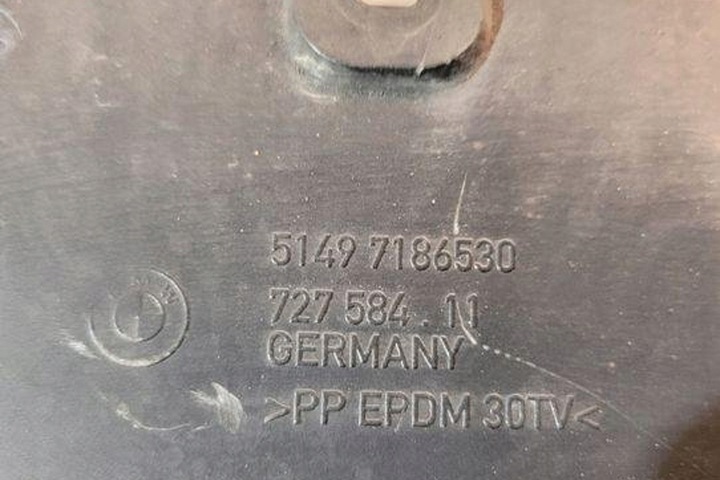 5149 7186530
727 584 . 11
GERMANY
>PP EPDM 30TV<